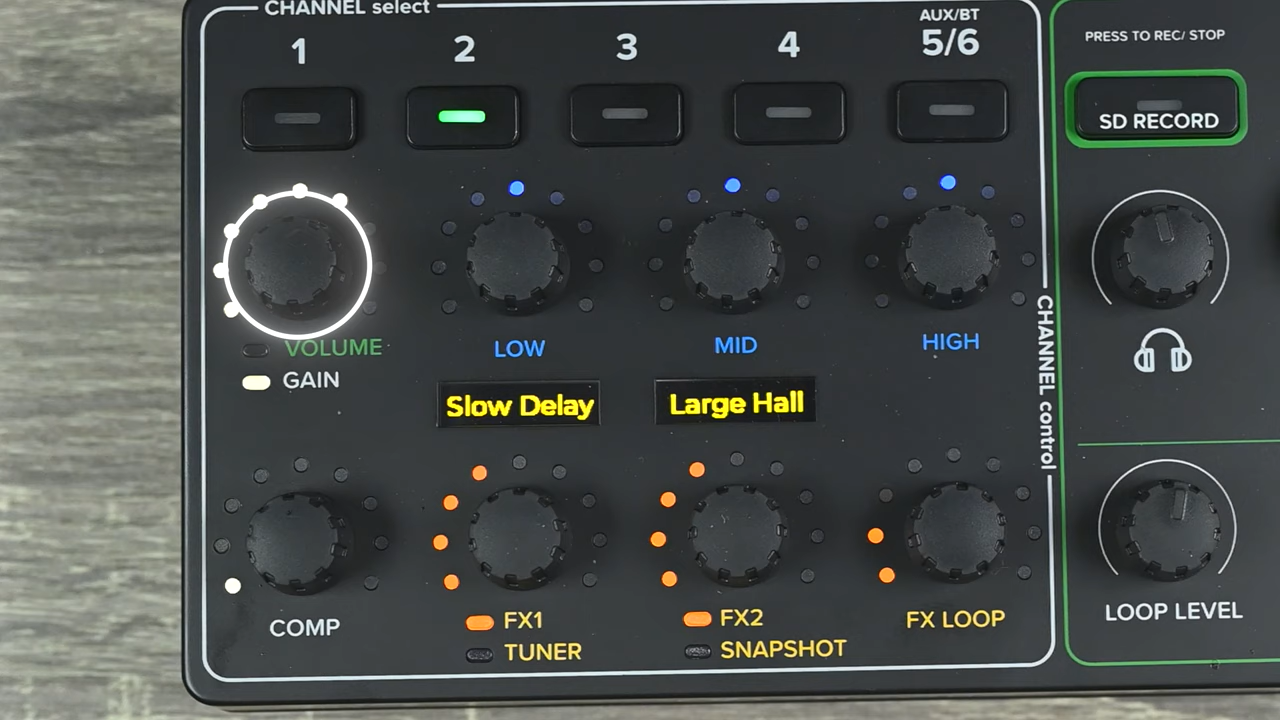 CHANNEL select
1
2
3
4
AUX/BT
5/6
PRESS TO REC/ STOP
SD RECORD
VOLUME
GAIN
LOW
MID
HIGH
Slow Delay
Large Hall
CHANNEL control
COMP
FX1
TUNER
FX2
SNAPSHOT
FX LOOP
LOOP LEVEL